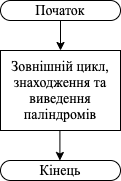 Початок
Зовнішній цикл,
знаходження та
виведення
паліндромів
Кінець